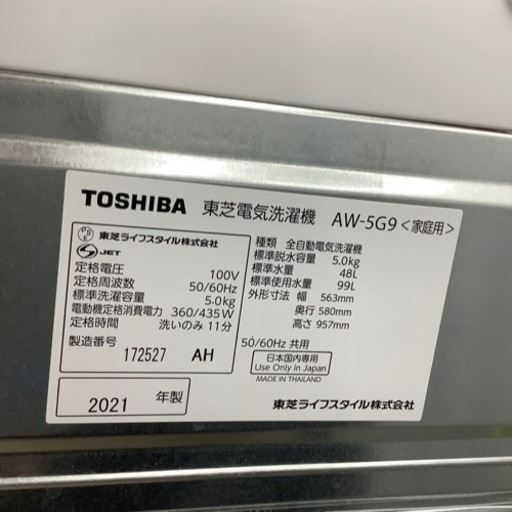 TOSHIBA 東芝電気洗濯機 AW-5G9 <家庭用>
東芝ライフスタイル株式会社
JET
定格電圧 100V
定格周波数 50/60Hz
標準洗濯容量 5.0kg
電動機定格消費電力 360/435W
定格時間 洗いのみ 11分
製造番号
172527 AH
2021 年製
種類 全自動電気洗濯機
標準脱水容量 5.0kg
標準水量 48L
標準使用水量 99L
外形寸法 幅 563mm
奥行 580mm
高さ 957mm
50/60Hz 共用
日本国内専用
Use Only in Japan
MADE IN THAILAND
東芝ライフスタイル株式会社